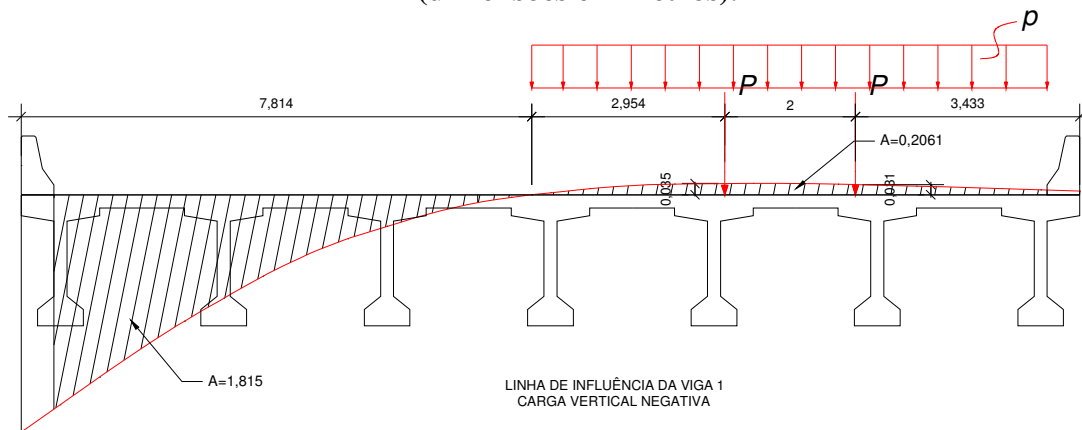 p
P P
7,814 2,954 2 3,433
A=0,2061
0,035 0,031
A=1,815
LINHA DE INFLUÊNCIA DA VIGA 1
CARGA VERTICAL NEGATIVA